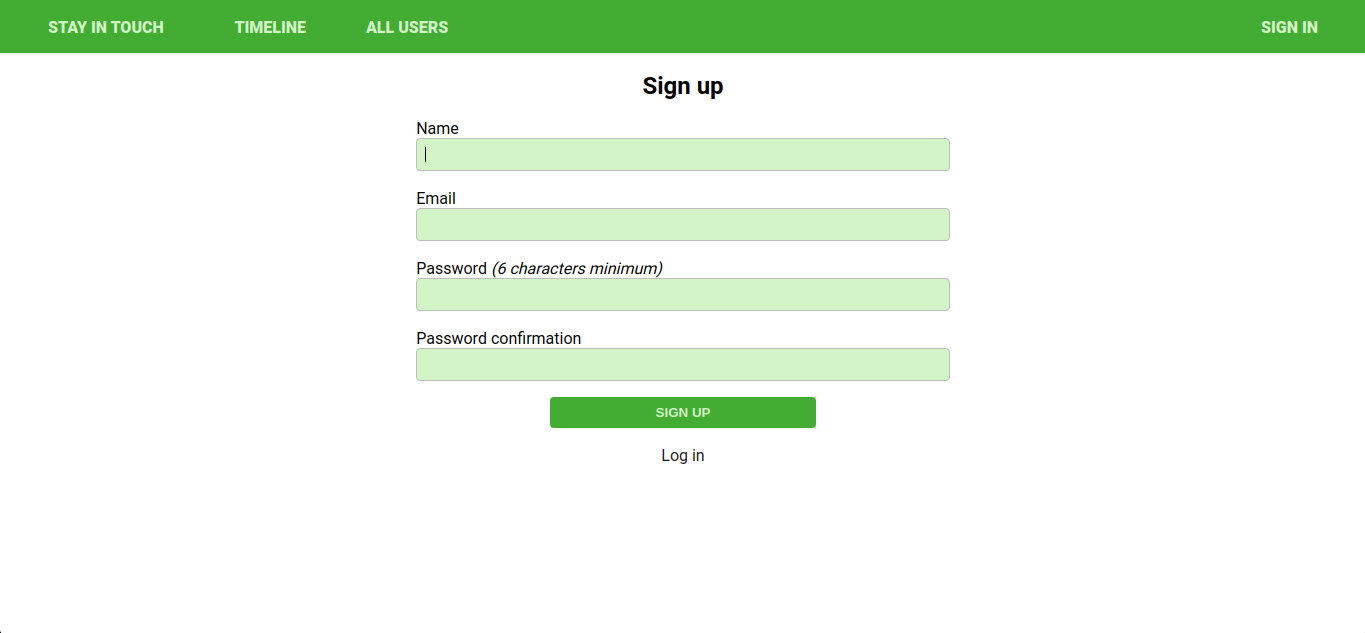 STAY IN TOUCH TIMELINE ALL USERS SIGN IN
Sign up
Name
Email
Password (6 characters minimum)
Password confirmation
SIGN UP
Log in